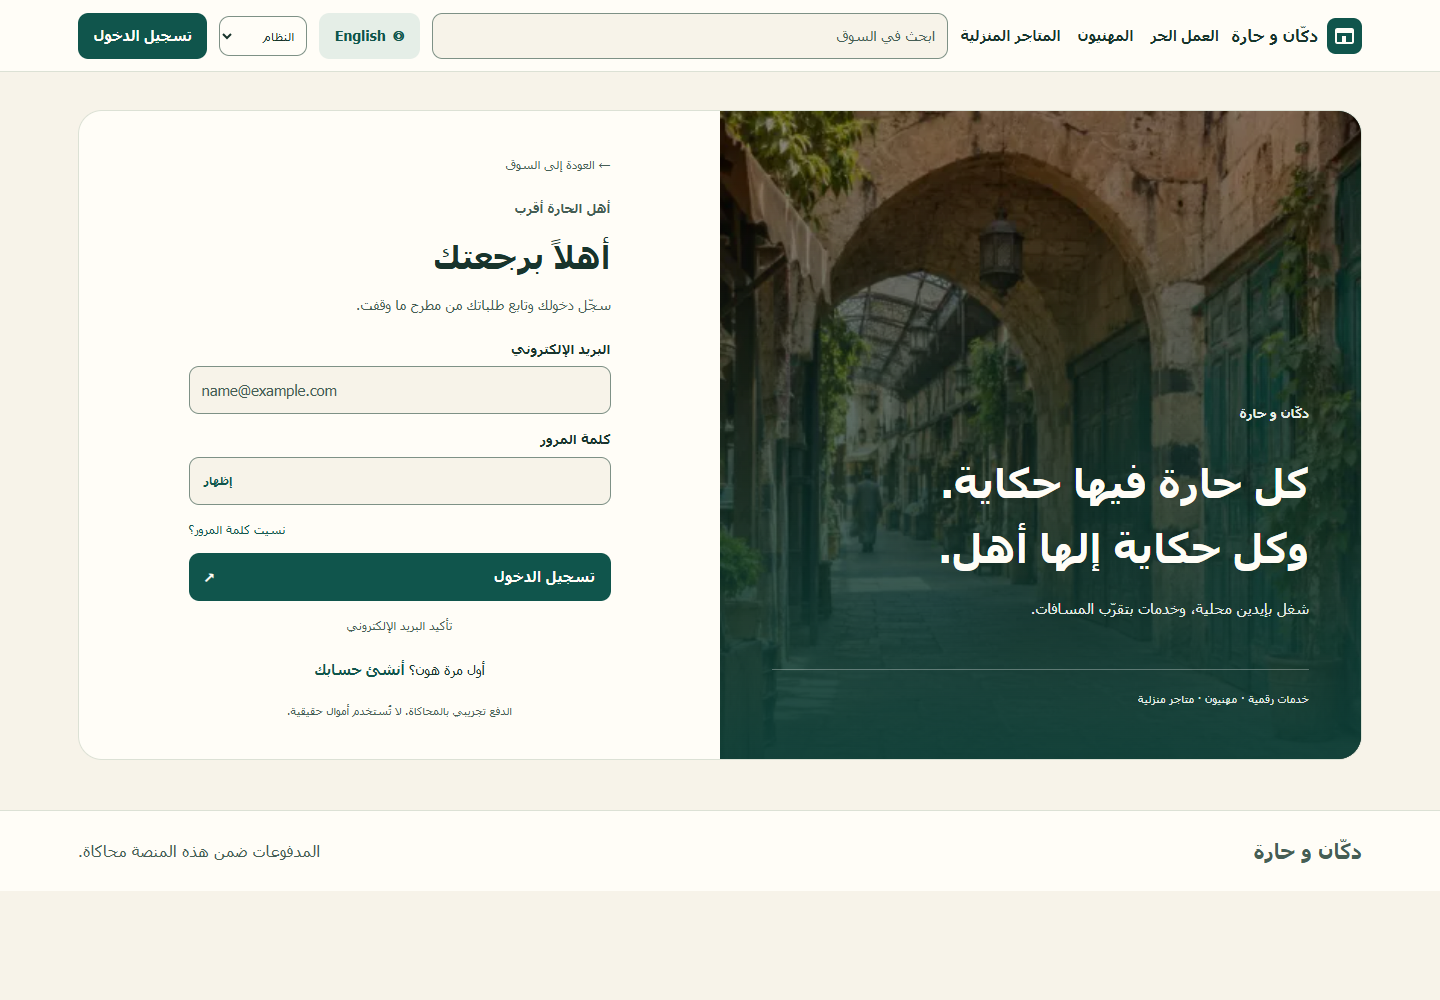 دكّان و حارة
العمل الحر
المهنيون
المتاجر المنزلية
ابحث في السوق
English
النظام
تسجيل الدخول
دكّان و حارة
كل حارة فيها حكاية.
وكل حكاية إلها أهل.
شغل بإيدين محلية، وخدمات بتقرّب المسافات.
خدمات رقمية · مهنيون · متاجر منزلية
← العودة إلى السوق
أهل الحارة أقرب
أهلاً برجعتك
سجّل دخولك وتابع طلباتك من مطرح ما وقفت.
البريد الإلكتروني
name@example.com
كلمة المرور
إظهار
نسيت كلمة المرور؟
تسجيل الدخول ↗
تأكيد البريد الإلكتروني
أول مرة هون؟ أنشئ حسابك
الدفع تجريبي بالمحاكاة. لا تُستخدم أموال حقيقية.
دكّان و حارة
المدفوعات ضمن هذه المنصة محاكاة.